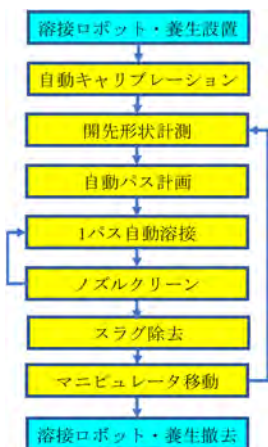 溶接ロボット・養生設置
自動キャリブレーション
開先形状計測
自動パス計画
1パス自動溶接
ノズルクリーン
スラグ除去
マニピュレータ移動
溶接ロボット・養生撤去